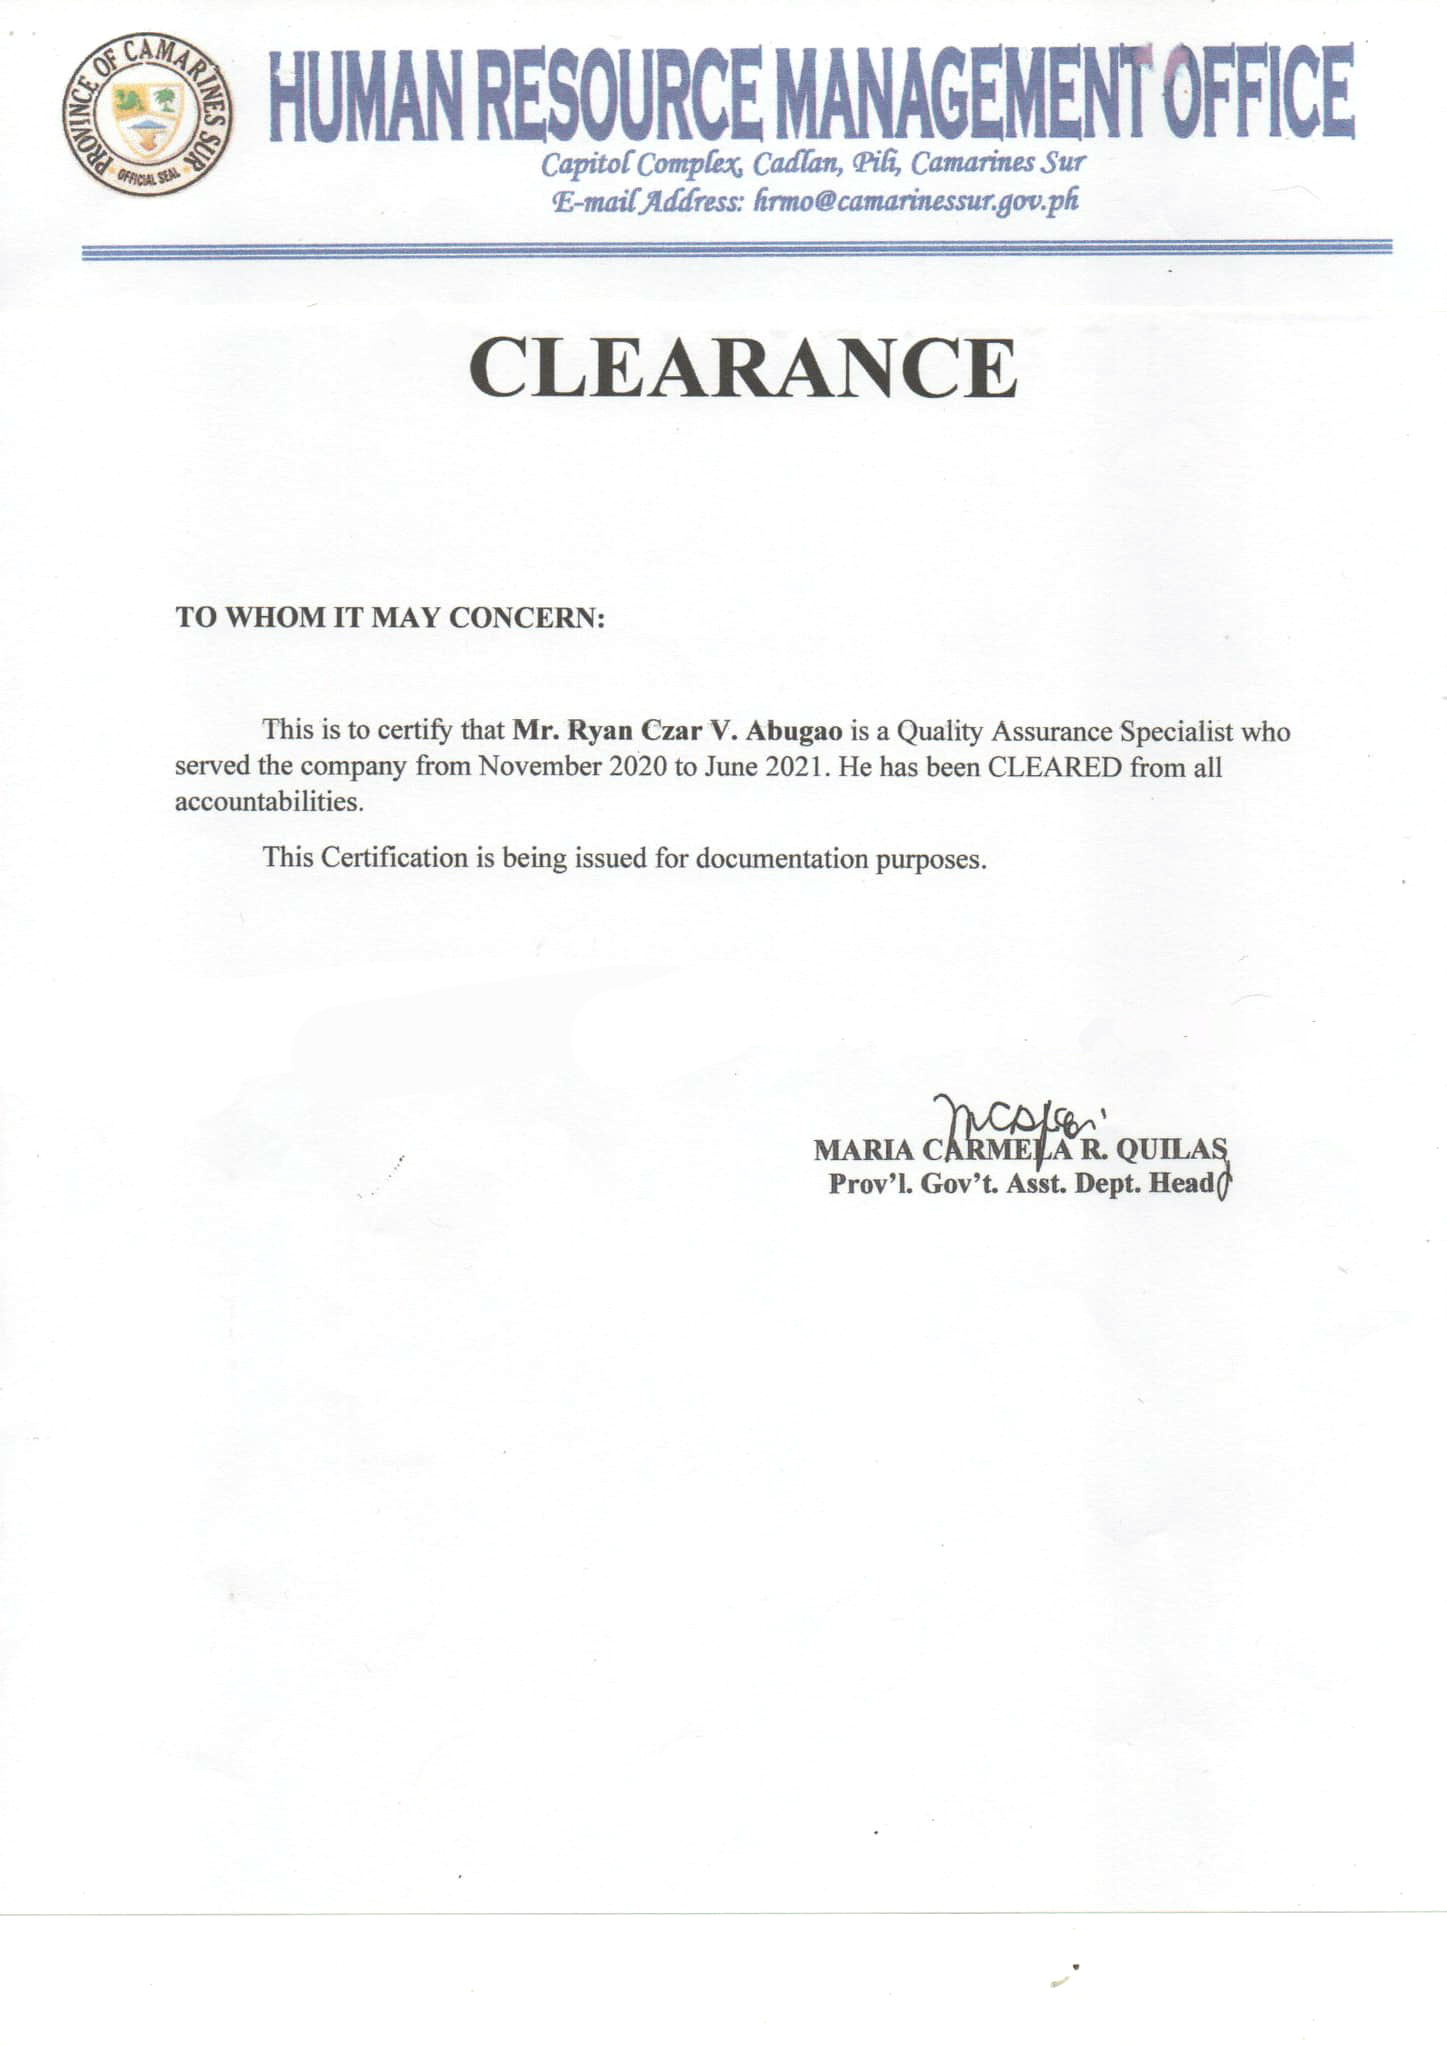 PROVINCE OF CAMARINES SUR
OFFICIAL SEAL
HUMAN RESOURCE MANAGEMENT OFFICE
Capitol Complex, Cadlan, Pili, Camarines Sur
E-mail Address: hrmo@camarinessur.gov.ph
CLEARANCE
TO WHOM IT MAY CONCERN:
This is to certify that Mr. Ryan Czar V. Abugao is a Quality Assurance Specialist who
served the company from November 2020 to June 2021. He has been CLEARED from all
accountabilities.
This Certification is being issued for documentation purposes.
MARIA CARMELA R. QUILAS
Prov'l. Gov't. Asst. Dept. Head